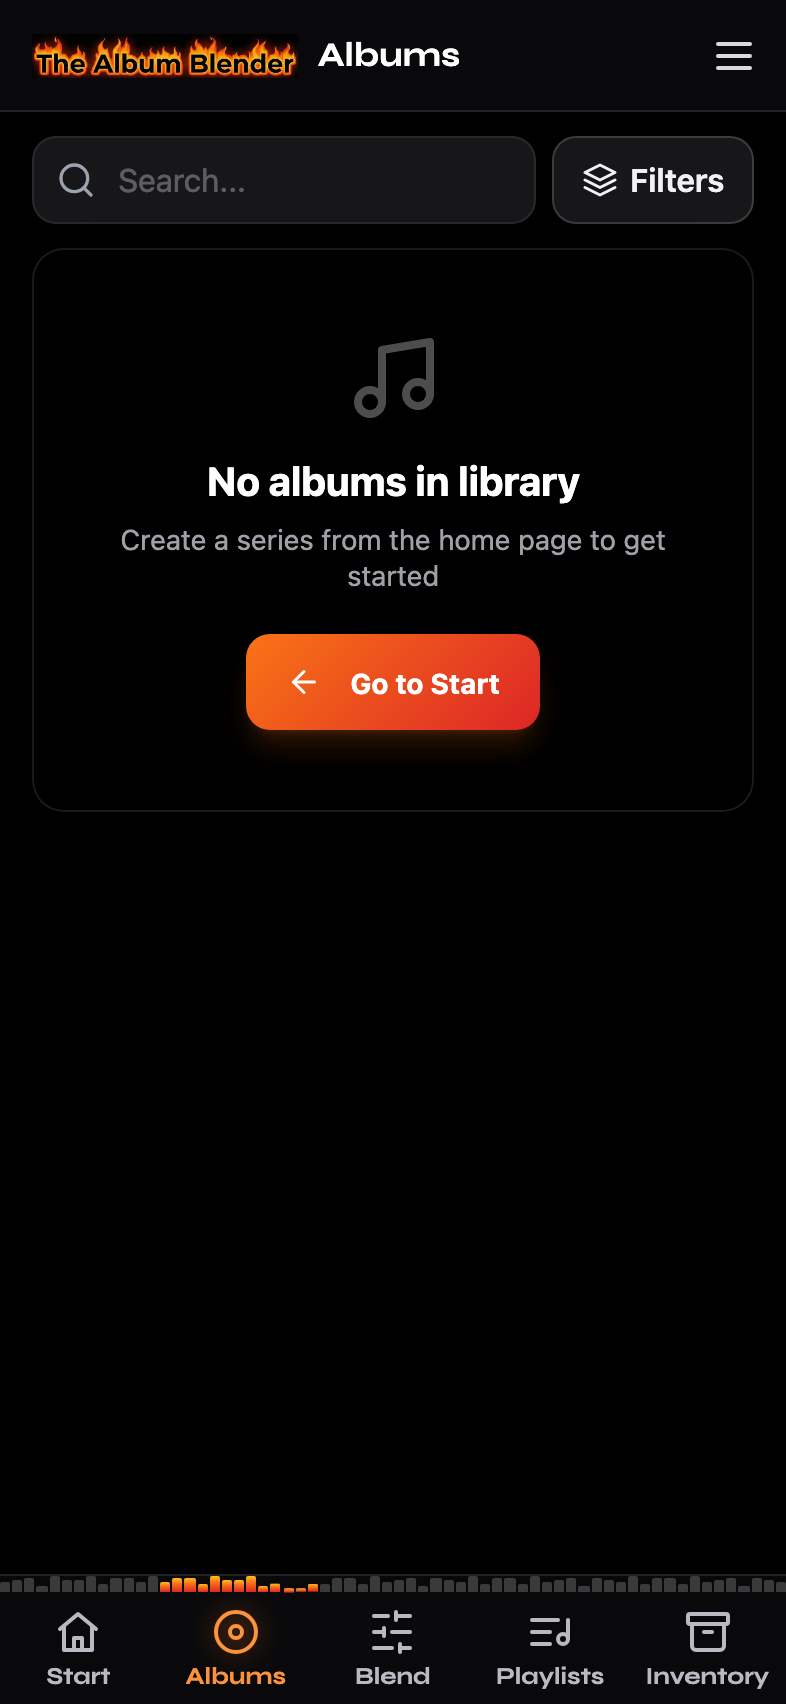 The Album Blender
Albums
Search...
Filters
No albums in library
Create a series from the home page to get
started
Go to Start
Start
Albums
Blend
Playlists
Inventory